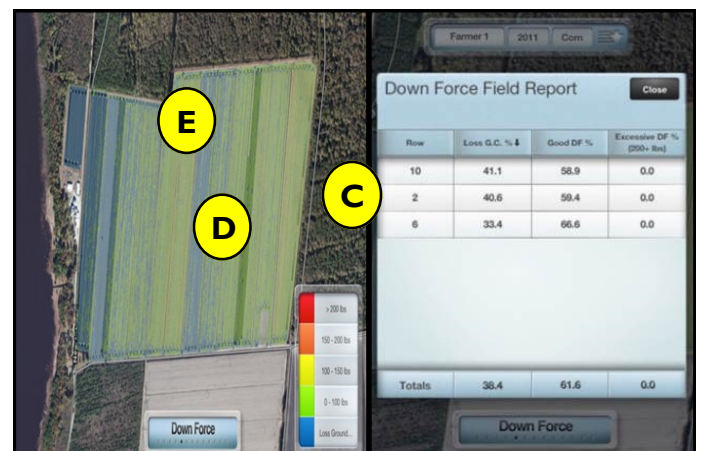 E
D
C
> 200 lbs
150 - 200 lbs
100 - 150 lbs
0 - 100 lbs
Loss Ground...
Down Force
Farmer 1 2011 Corn
Down Force Field Report Close
Row Loss G.C. %⬇ Good DF % Excessive DF % (200+ lbs)
10 41.1 58.9 0.0
2 40.6 59.4 0.0
6 33.4 66.6 0.0
Totals 38.4 61.6 0.0
Down Force